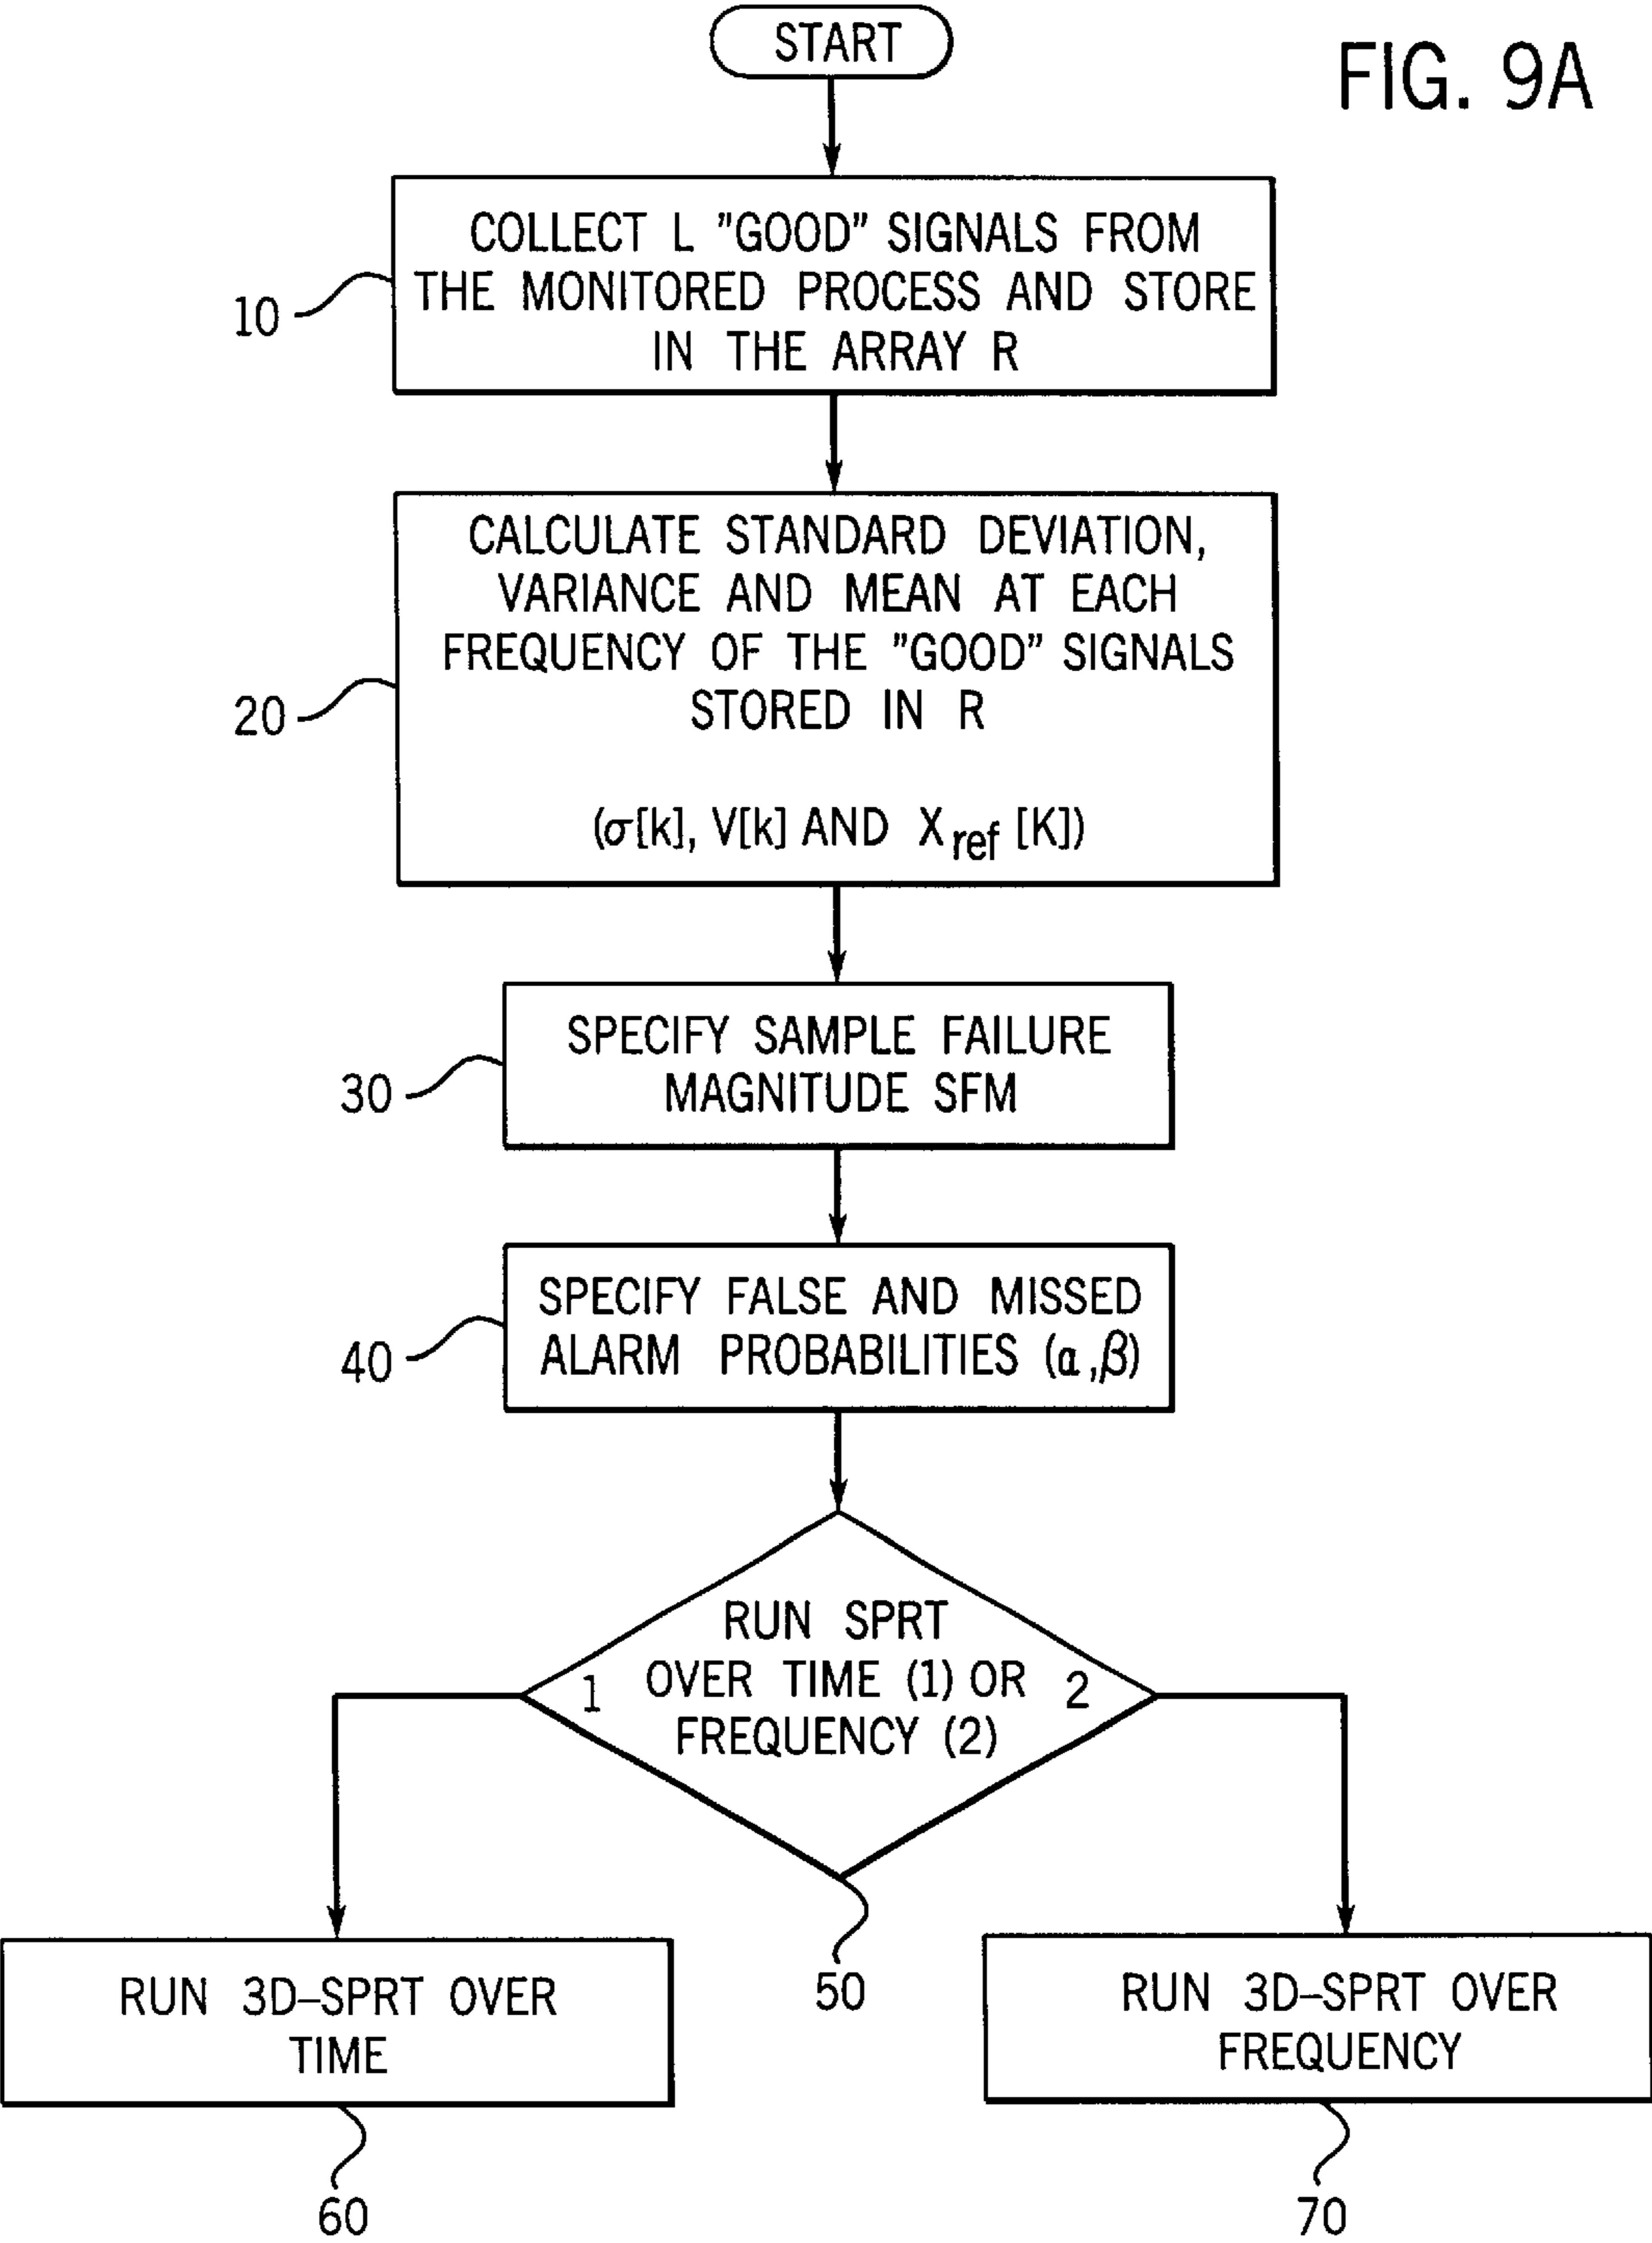 START
FIG. 9A
COLLECT L "GOOD" SIGNALS FROM
THE MONITORED PROCESS AND STORE
IN THE ARRAY R
10
CALCULATE STANDARD DEVIATION,
VARIANCE AND MEAN AT EACH
FREQUENCY OF THE "GOOD" SIGNALS
STORED IN R
(σ[k], V[k] AND X_ref [K])
20
SPECIFY SAMPLE FAILURE
MAGNITUDE SFM
30
SPECIFY FALSE AND MISSED
ALARM PROBABILITIES (α,β)
40
RUN SPRT
OVER TIME (1) OR
FREQUENCY (2)
1
2
50
RUN 3D–SPRT OVER
TIME
60
RUN 3D–SPRT OVER
FREQUENCY
70